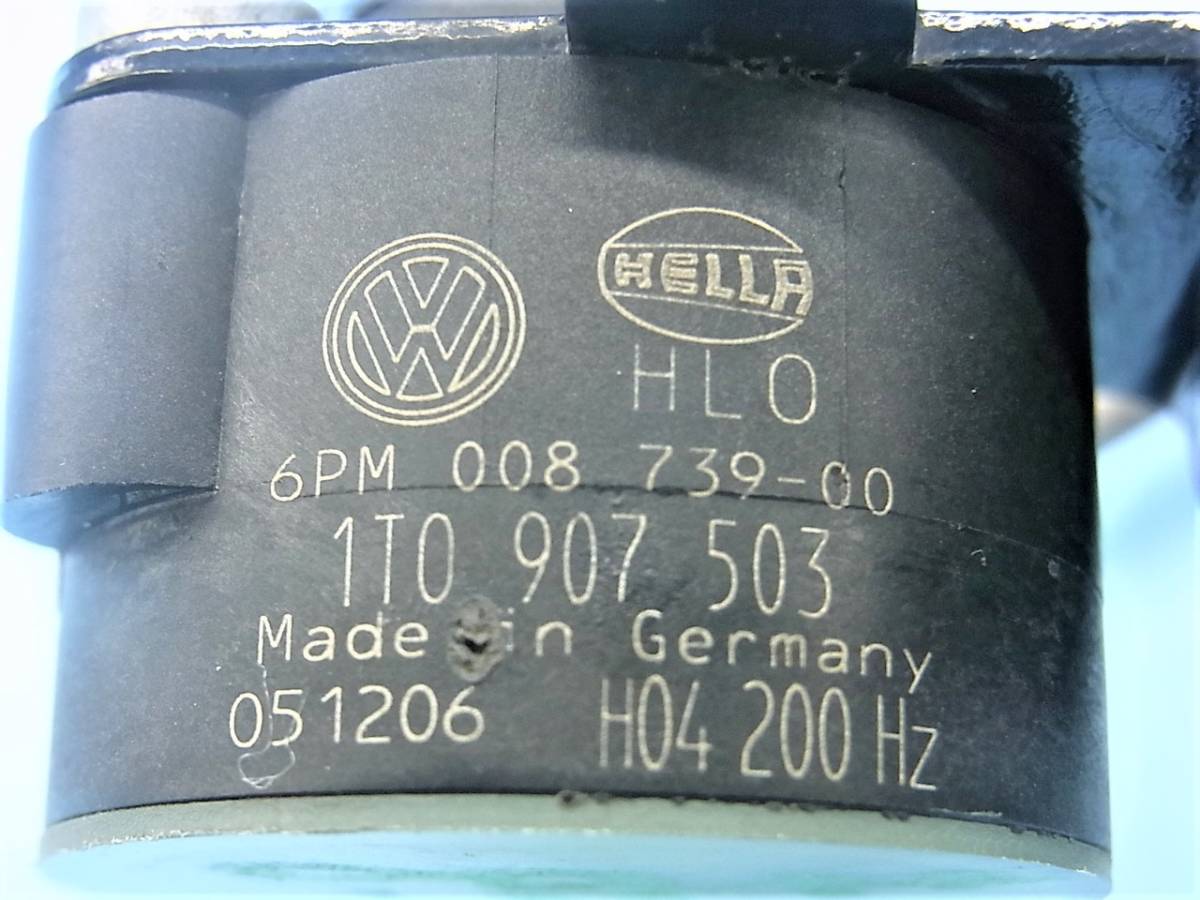 HELLA
HLO
6PM 008 739-00
1T0 907 503
Made in Germany
051206 H04 200 Hz